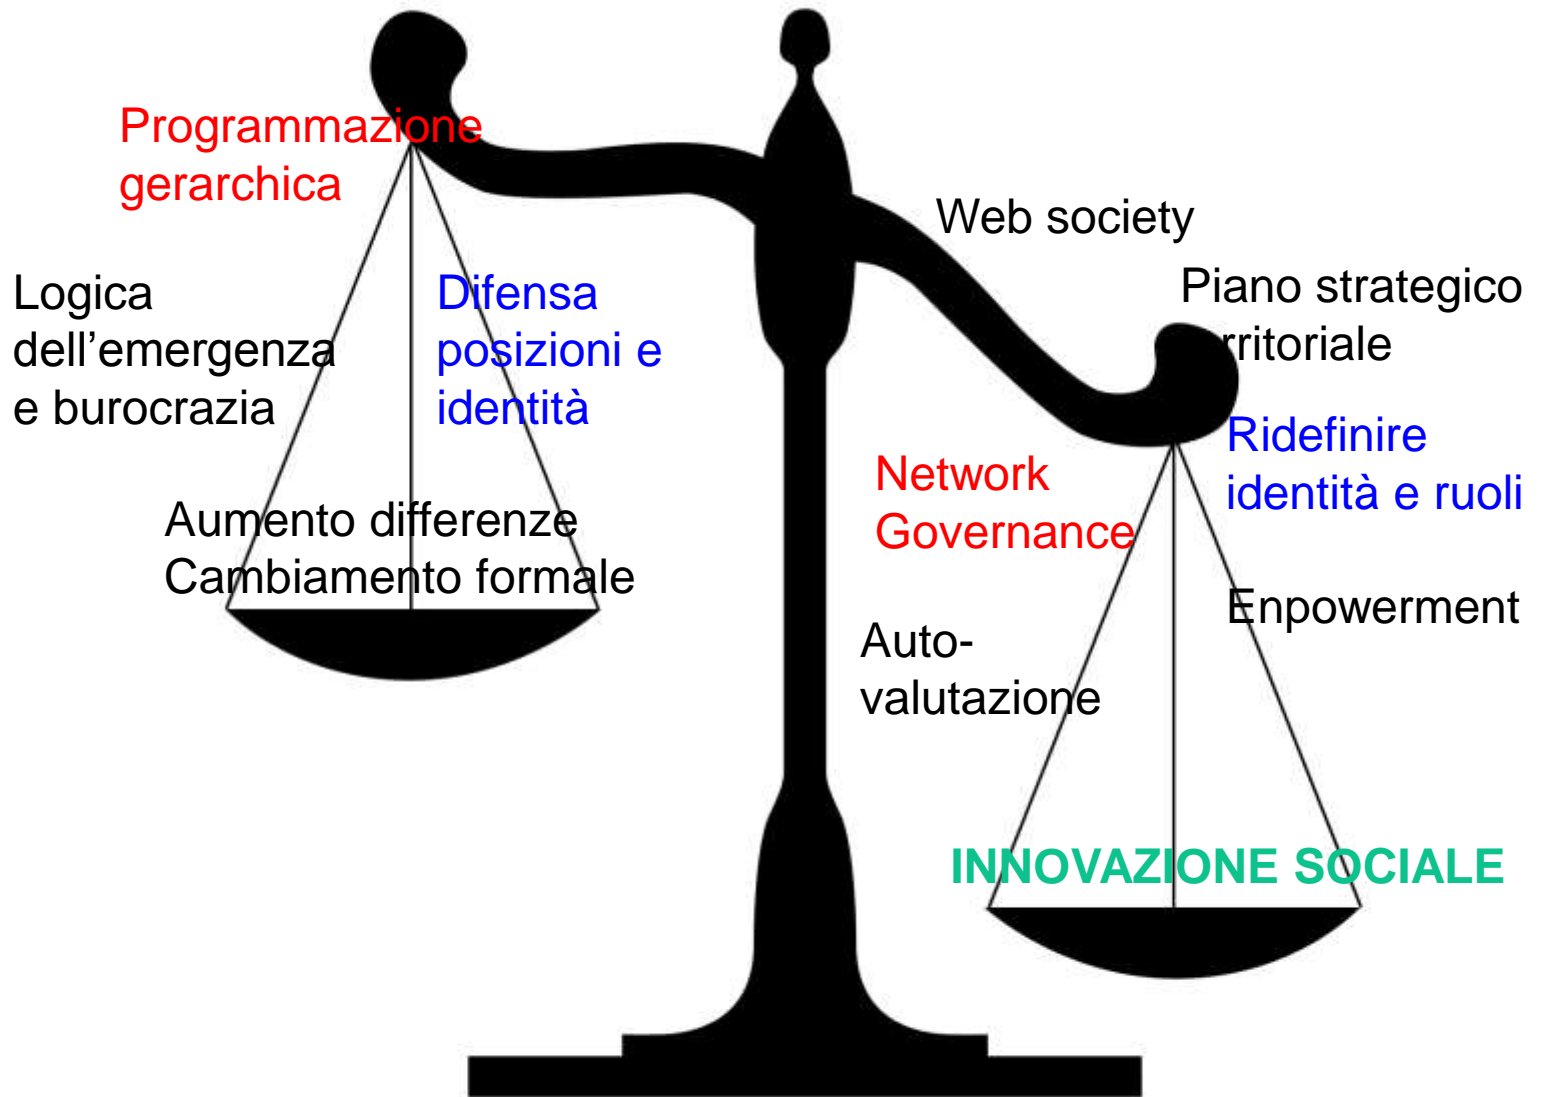 Programmazione
gerarchica
Logica
dell’emergenza
e burocrazia
Difensa
posizioni e
identità
Aumento differenze
Cambiamento formale
Web society
Piano strategico
rritoriale
Network
Governance
Ridefinire
identità e ruoli
Enpowerment
Auto-
valutazione
INNOVAZIONE SOCIALE